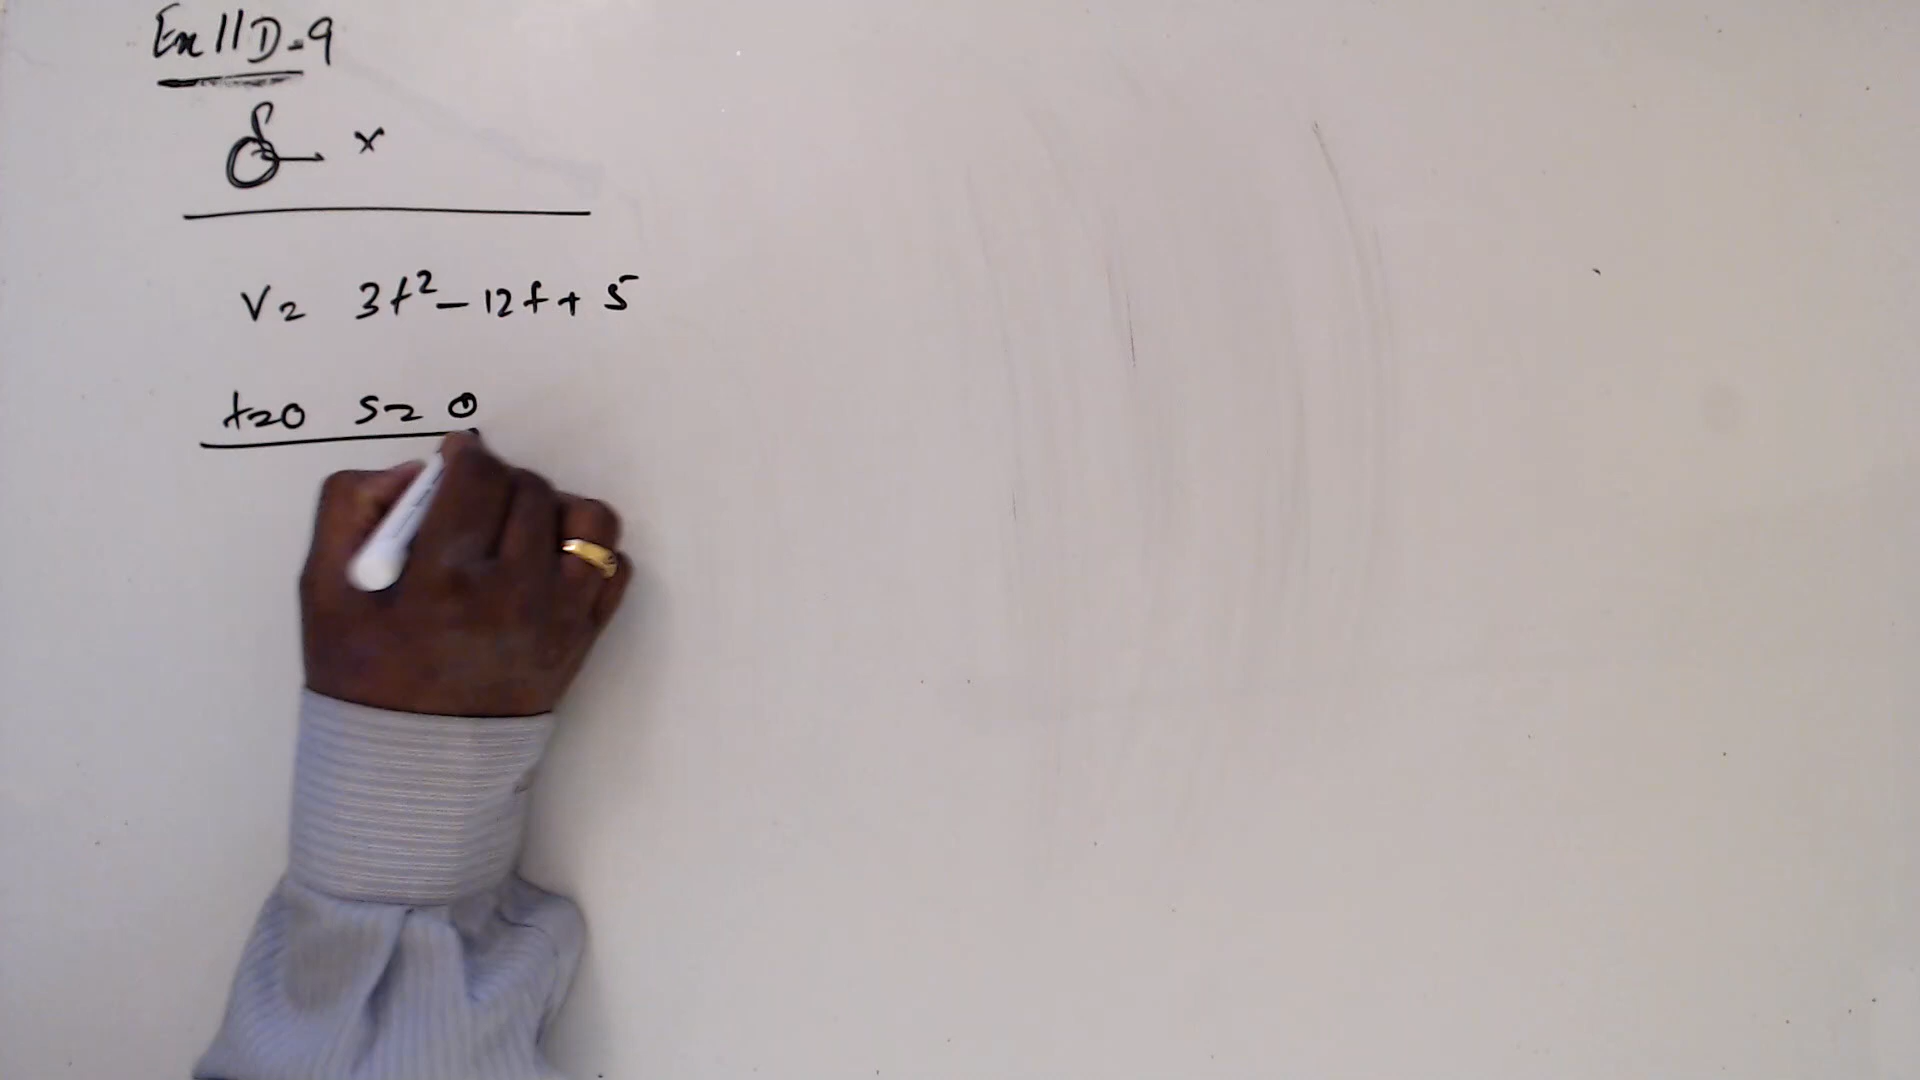 Ex 11D-9
x
V = 3t² - 12t + 5
t=0 s= 0